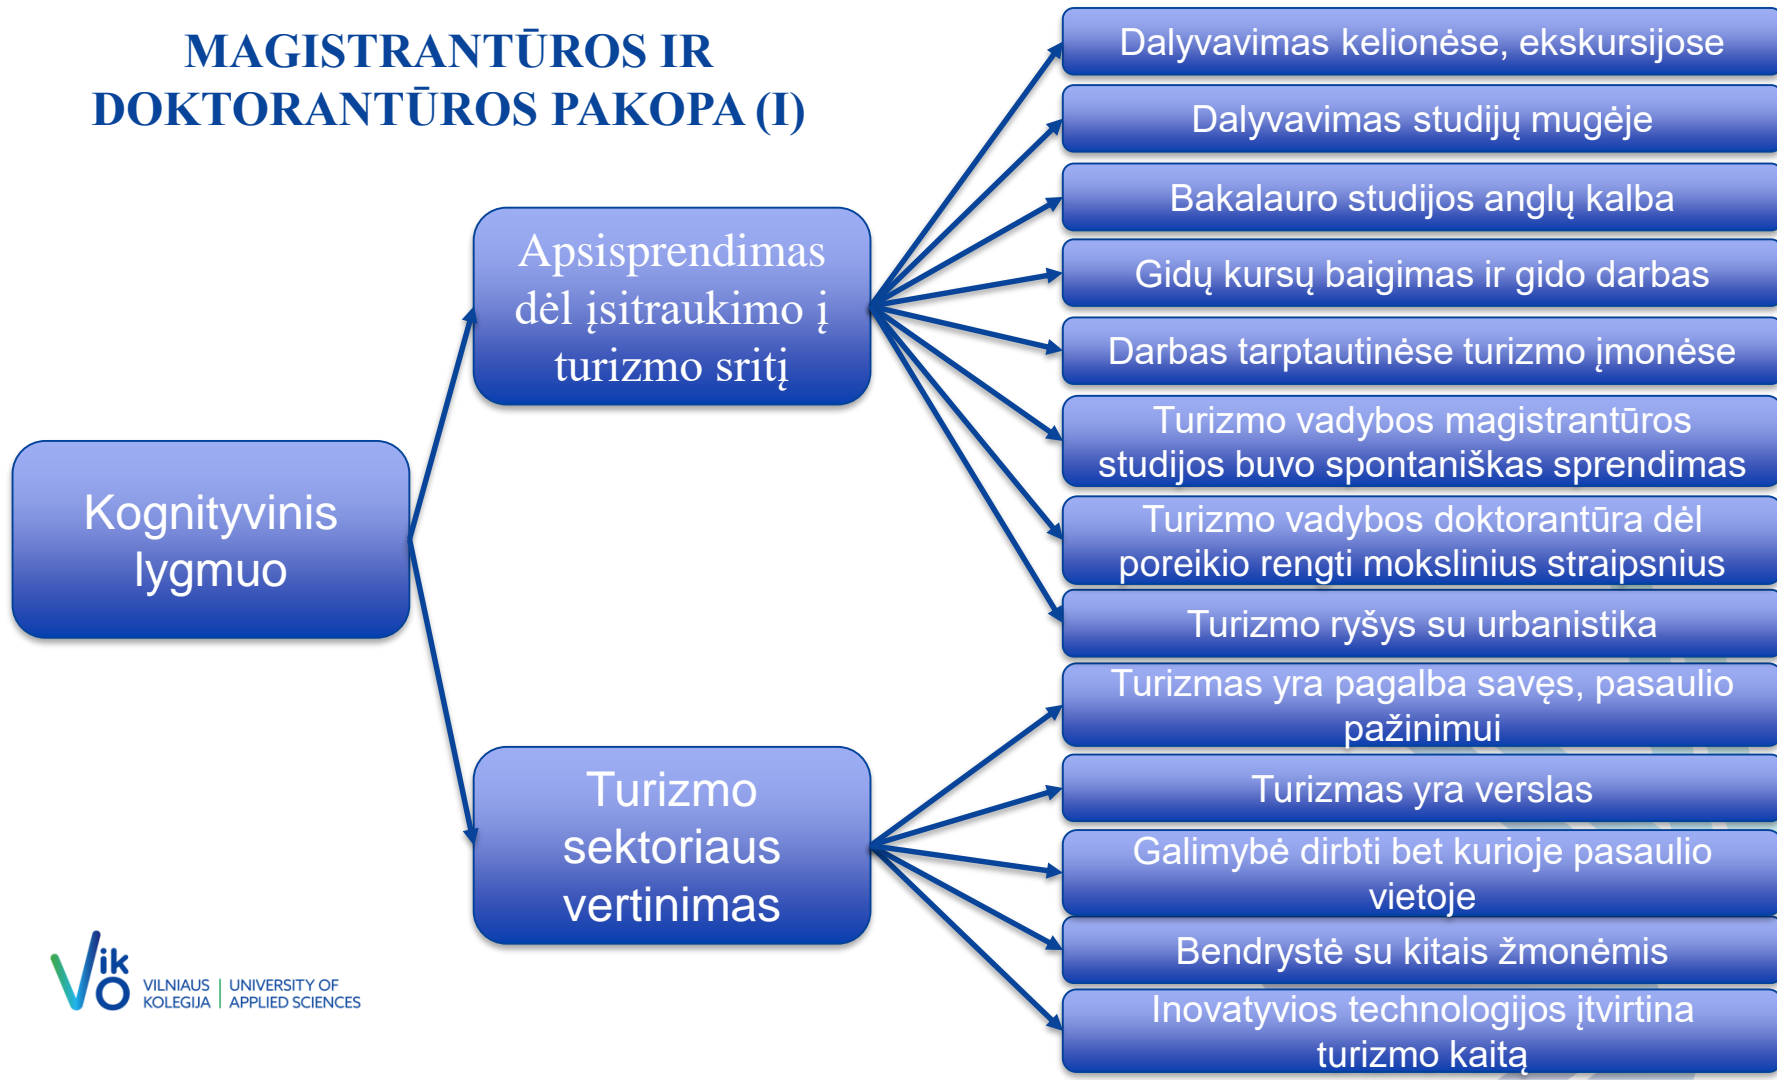 MAGISTRANTŪROS IR
DOKTORANTŪROS PAKOPA (I)
Kognityvinis
lygmuo
Apsisprendimas
dėl įsitraukimo į
turizmo sritį
Dalyvavimas kelionėse, ekskursijose
Dalyvavimas studijų mugėje
Bakalauro studijos anglų kalba
Gidų kursų baigimas ir gido darbas
Darbas tarptautinėse turizmo įmonėse
Turizmo vadybos magistrantūros
studijos buvo spontaniškas sprendimas
Turizmo vadybos doktorantūra dėl
poreikio rengti mokslinius straipsnius
Turizmo ryšys su urbanistika
Turizmo
sektoriaus
vertinimas
Turizmas yra pagalba savęs, pasaulio
pažinimui
Turizmas yra verslas
Galimybė dirbti bet kurioje pasaulio
vietoje
Bendrystė su kitais žmonėmis
Inovatyvios technologijos įtvirtina
turizmo kaitą
Viko
VILNIAUS | UNIVERSITY OF
KOLEGIJA | APPLIED SCIENCES